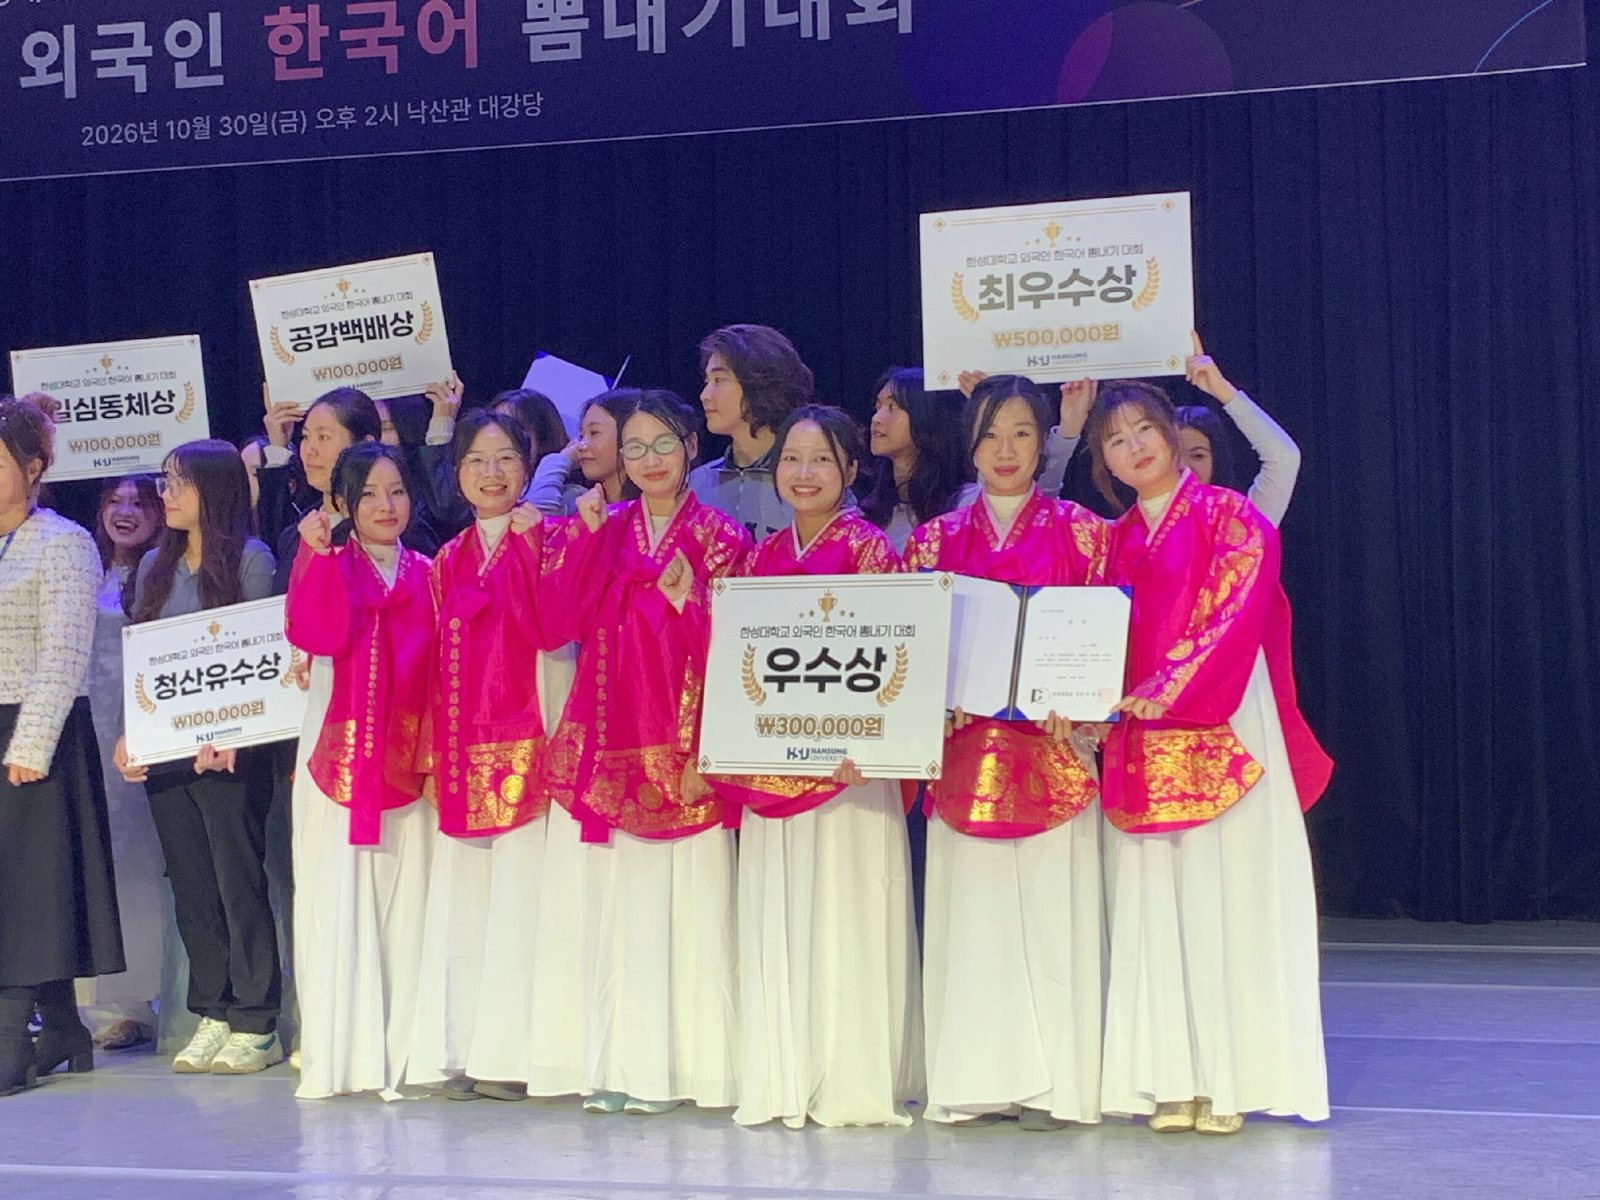 외국인 한국어 뽐내기대회
2026년 10월 30일(금) 오후 2시 낙산관 대강당
한성대학교 외국인 한국어 뽐내기 대회
최우수상
₩500,000원
HSU HANSUNG UNIVERSITY
한성대학교 외국인 한국어 뽐내기 대회
공감백배상
₩100,000원
HANSUNG
한성대학교 외국인 한국어 뽐내기 대회
일심동체상
₩100,000원
HSU HANSUNG UNIVERSITY
한성대학교 외국인 한국어 뽐내기 대회
청산유수상
₩100,000원
HSU HANSUNG UNIVERSITY
한성대학교 외국인 한국어 뽐내기 대회
우수상
₩300,000원
HSU HANSUNG UNIVERSITY